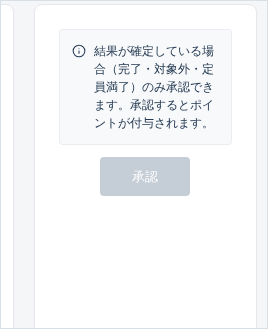 結果が確定している場
合（完了・対象外・定
員満了）のみ承認でき
ます。承認するとポイ
ントが付与されます。
承認